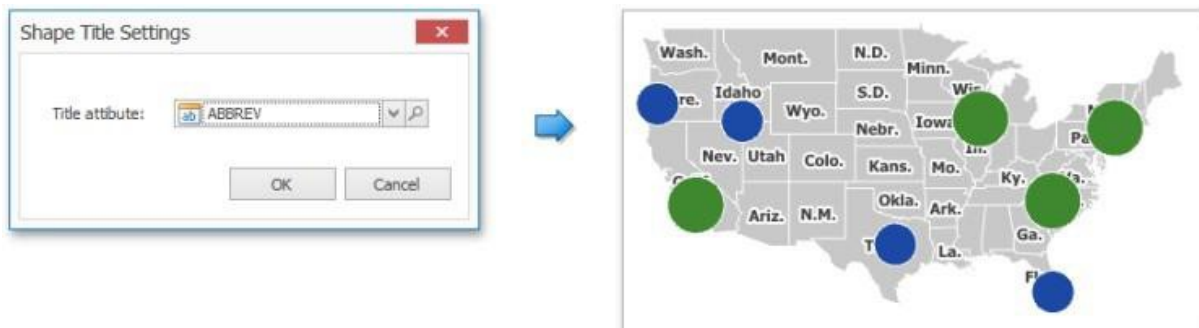 Shape Title Settings
Title attibute:
ab
ABBREV
OK
Cancel
Wash.
Mont.
N.D.
Minn.
Idaho
S.D.
Wyo.
Nebr.
Nev.
Utah
Colo.
Kans.
Mo.
Ky.
Ariz.
N.M.
Okla.
Ark.
Ga.
La.